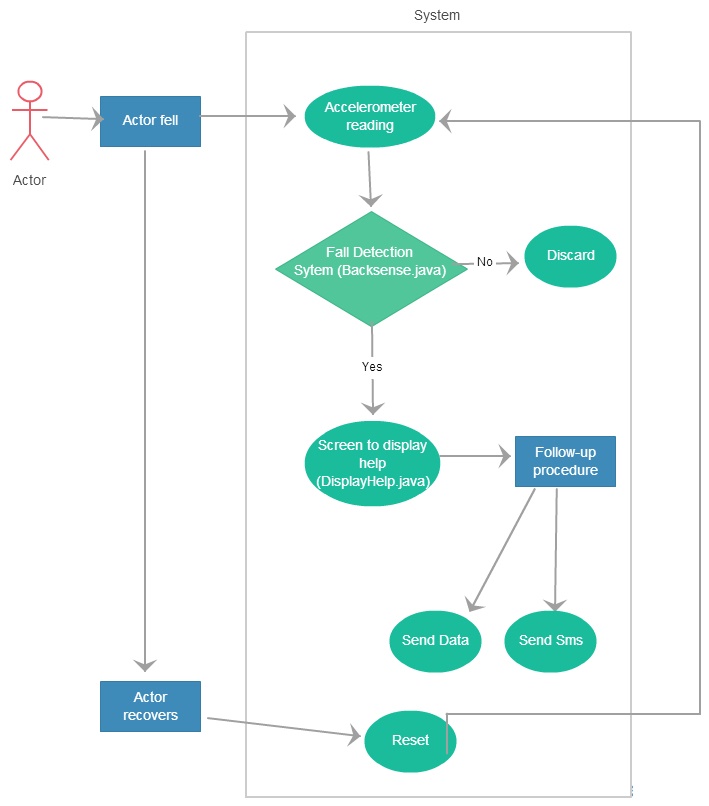 System
Actor
Actor fell
Accelerometer
reading
Fall Detection
Sytem (Backsense.java)
No
Discard
Yes
Screen to display
help
(DisplayHelp.java)
Follow-up
procedure
Send Data
Send Sms
Actor
recovers
Reset